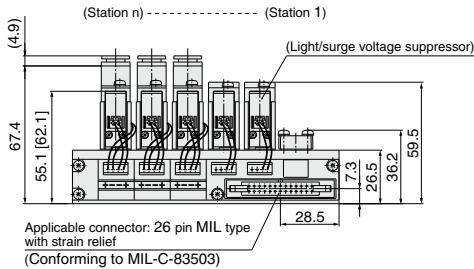 (Station n) (Station 1)
(4.9)
(Light/surge voltage suppressor)
67.4
55.1 [62.1]
7.3
26.5
36.2
59.5
28.5
Applicable connector: 26 pin MIL type
with strain relief
(Conforming to MIL-C-83503)